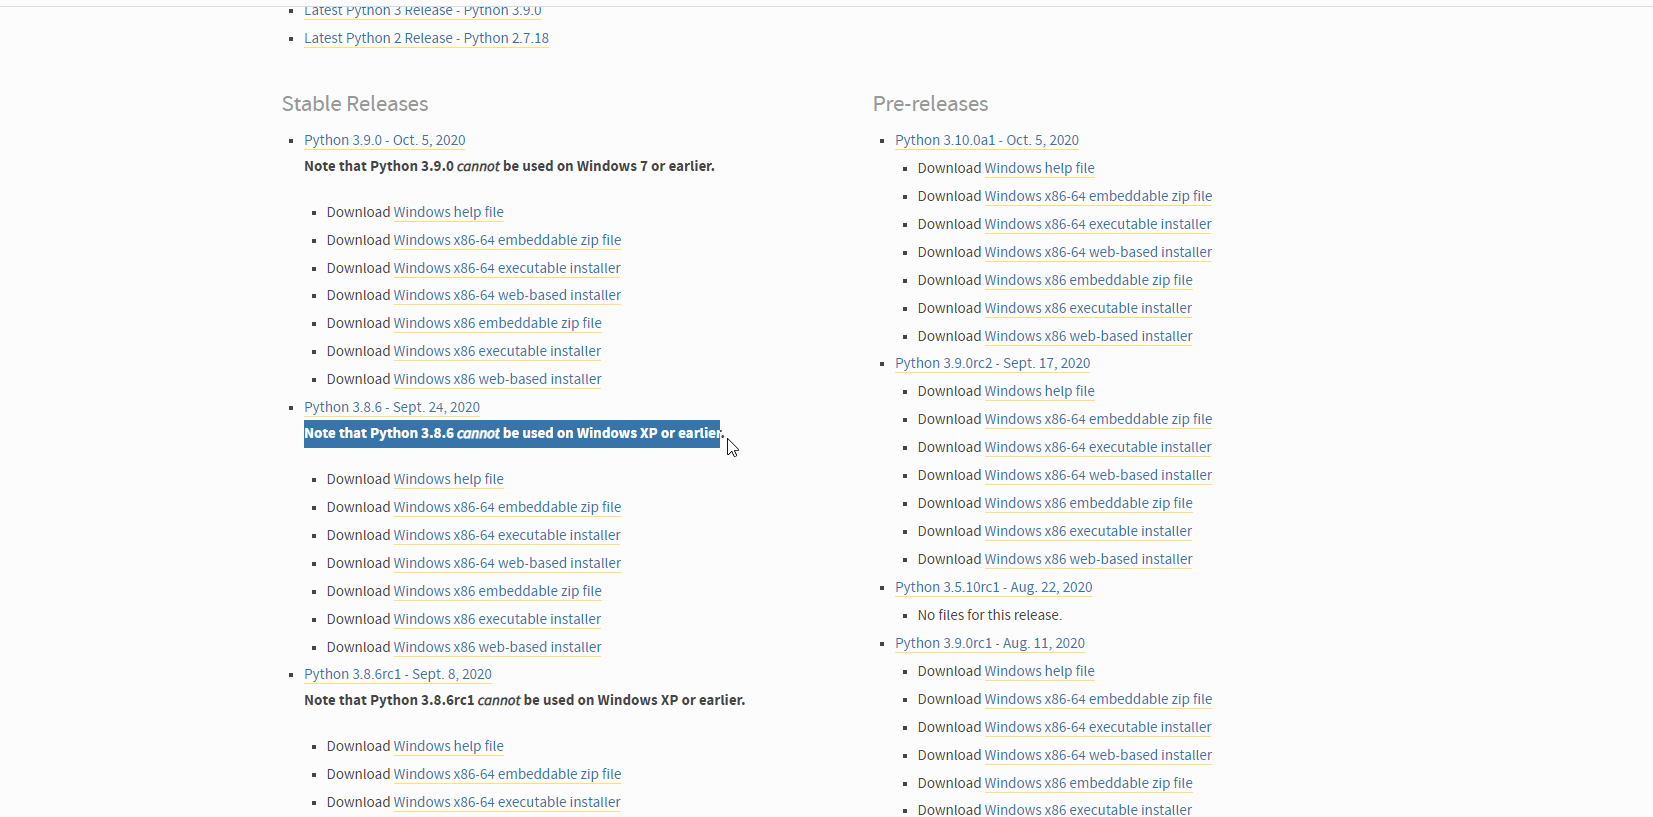 Latest Python 3 Release - Python 3.9.0
Latest Python 2 Release - Python 2.7.18
Stable Releases
Python 3.9.0 - Oct. 5, 2020
Note that Python 3.9.0 cannot be used on Windows 7 or earlier.
Download Windows help file
Download Windows x86-64 embeddable zip file
Download Windows x86-64 executable installer
Download Windows x86-64 web-based installer
Download Windows x86 embeddable zip file
Download Windows x86 executable installer
Download Windows x86 web-based installer
Python 3.8.6 - Sept. 24, 2020
Note that Python 3.8.6 cannot be used on Windows XP or earlier.
Download Windows help file
Download Windows x86-64 embeddable zip file
Download Windows x86-64 executable installer
Download Windows x86-64 web-based installer
Download Windows x86 embeddable zip file
Download Windows x86 executable installer
Download Windows x86 web-based installer
Python 3.8.6rc1 - Sept. 8, 2020
Note that Python 3.8.6rc1 cannot be used on Windows XP or earlier.
Download Windows help file
Download Windows x86-64 embeddable zip file
Download Windows x86-64 executable installer
Pre-releases
Python 3.10.0a1 - Oct. 5, 2020
Download Windows help file
Download Windows x86-64 embeddable zip file
Download Windows x86-64 executable installer
Download Windows x86-64 web-based installer
Download Windows x86 embeddable zip file
Download Windows x86 executable installer
Download Windows x86 web-based installer
Python 3.9.0rc2 - Sept. 17, 2020
Download Windows help file
Download Windows x86-64 embeddable zip file
Download Windows x86-64 executable installer
Download Windows x86-64 web-based installer
Download Windows x86 embeddable zip file
Download Windows x86 executable installer
Download Windows x86 web-based installer
Python 3.5.10rc1 - Aug. 22, 2020
No files for this release.
Python 3.9.0rc1 - Aug. 11, 2020
Download Windows help file
Download Windows x86-64 embeddable zip file
Download Windows x86-64 executable installer
Download Windows x86-64 web-based installer
Download Windows x86 embeddable zip file
Download Windows x86 executable installer